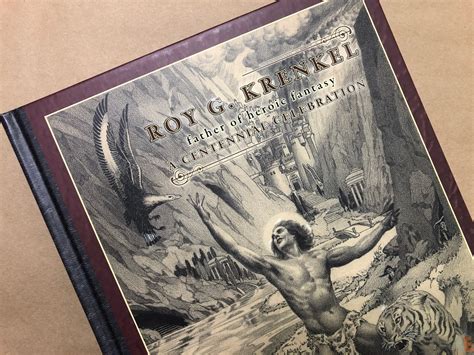 ROY G. KRENKEL
father of heroic fantasy
A CENTENNIAL CELEBRATION